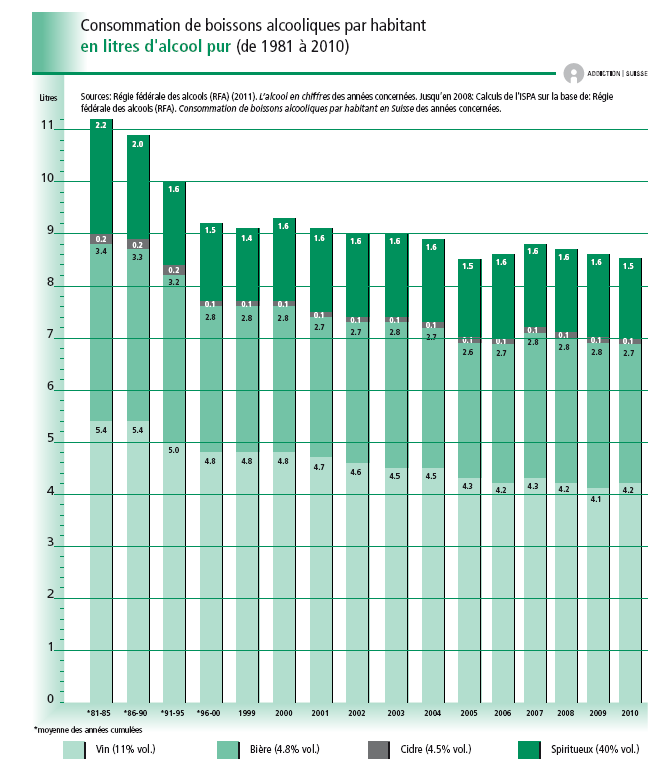 Consommation de boissons alcooliques par habitant
en litres d'alcool pur (de 1981 à 2010)
ADDICTION | SUISSE
Litres
Sources: Régie fédérale des alcools (RFA) (2011). L'alcool en chiffres des années concernées. Jusqu'en 2008: Calculs de l'ISPA sur la base de: Régie
fédérale des alcools (RFA). Consommation de boissons alcooliques par habitant en Suisse des années concernées.
11
10
9
8
7
6
5
4
3
2
1
0
2.2 2.0 1.6 1.5 1.4 1.6 1.6 1.6 1.6 1.6 1.5 1.6 1.6 1.6 1.6 1.5
0.2 0.2 0.2 0.1 0.1 0.1 0.1 0.1 0.1 0.1 0.1 0.1 0.1 0.1 0.1 0.1
3.4 3.3 3.2 2.8 2.8 2.8 2.7 2.7 2.8 2.7 2.6 2.7 2.8 2.8 2.8 2.7
5.4 5.4 5.0 4.8 4.8 4.8 4.7 4.6 4.5 4.5 4.3 4.2 4.3 4.2 4.1 4.2
*81-85 *86-90 *91-95 *96-00 1999 2000 2001 2002 2003 2004 2005 2006 2007 2008 2009 2010
*moyenne des années cumulées
Vin (11% vol.) Bière (4.8% vol.) Cidre (4.5% vol.) Spiritueux (40% vol.)